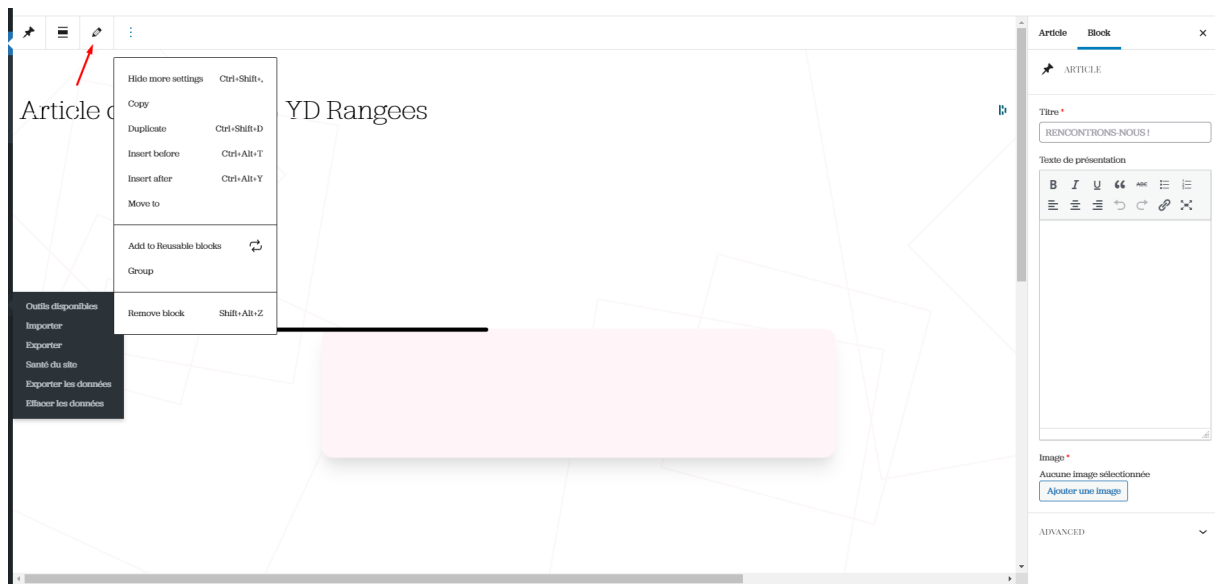 Article Block
ARTICLE
Hide more settings Ctrl+Shift+,
Copy
Article YD Rangees
Titre *
Duplicate Ctrl+Shift+D
RENCONTRONS-NOUS !
Insert before Ctrl+Alt+T
Texte de présentation
Insert after Ctrl+Alt+Y
B I U ABC
Move to
Add to Reusable blocks
Group
Outils disponibles
Remove block Shift+Alt+Z
Importer
Exporter
Santé du site
Exporter les données
Effacer les données
Image *
Aucune image sélectionnée
Ajouter une image
ADVANCED